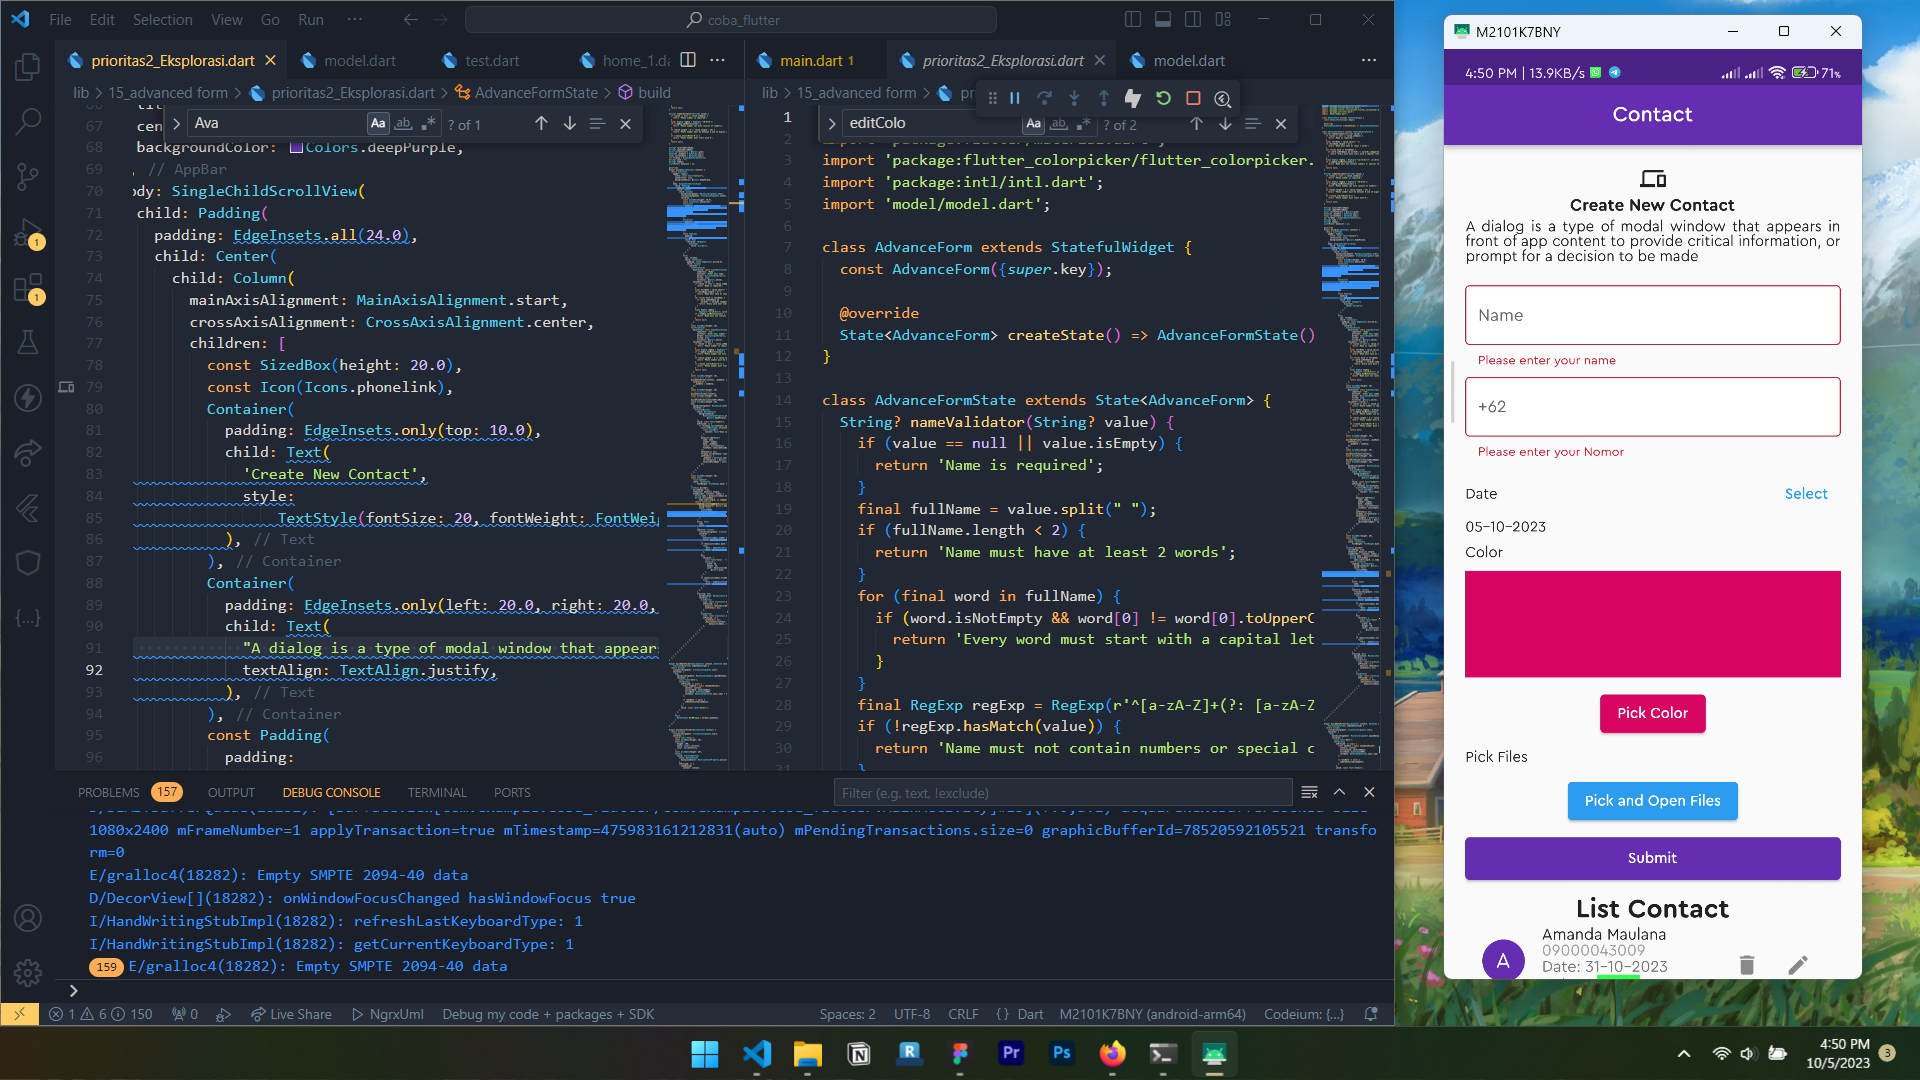 File Edit Selection View Go Run ··· coba_flutter
prioritas2_Eksplorasi.dart model.dart test.dart home_1.da ···
lib > 15_advanced form > prioritas2_Eksplorasi.dart > AdvanceFormState > build
Ava Aa ab ? of 1
67 cen
68 backgroundColor: Colors.deepPurple,
69 , // AppBar
70 ody: SingleChildScrollView(
71 child: Padding(
72 padding: EdgeInsets.all(24.0),
73 child: Center(
74 child: Column(
75 mainAxisAlignment: MainAxisAlignment.start,
76 crossAxisAlignment: CrossAxisAlignment.center,
77 children: [
78 const SizedBox(height: 20.0),
79 const Icon(Icons.phonelink),
80 Container(
81 padding: EdgeInsets.only(top: 10.0),
82 child: Text(
83 'Create New Contact',
84 style:
85 TextStyle(fontSize: 20, fontWeight: FontWei
86 ), // Text
87 ), // Container
88 Container(
89 padding: EdgeInsets.only(left: 20.0, right: 20.0,
90 child: Text(
91 "A dialog is a type of modal window that appear
92 textAlign: TextAlign.justify,
93 ), // Text
94 ), // Container
95 const Padding(
96 padding:
main.dart 1 prioritas2_Eksplorasi.dart model.dart ···
lib > 15_advanced form > pri
editColo Aa ab ? of 2
1
2
3 import 'package:flutter_colorpicker/flutter_colorpicker.
4 import 'package:intl/intl.dart';
5 import 'model/model.dart';
6
7 class AdvanceForm extends StatefulWidget {
8 const AdvanceForm({super.key});
9
10 @override
11 State<AdvanceForm> createState() => AdvanceFormState()
12 }
13
14 class AdvanceFormState extends State<AdvanceForm> {
15 String? nameValidator(String? value) {
16 if (value == null || value.isEmpty) {
17 return 'Name is required';
18 }
19 final fullName = value.split(" ");
20 if (fullName.length < 2) {
21 return 'Name must have at least 2 words';
22 }
23 for (final word in fullName) {
24 if (word.isNotEmpty && word[0] != word[0].toUpperC
25 return 'Every word must start with a capital let
26 }
27 }
28 final RegExp regExp = RegExp(r'^[a-zA-Z]+(?: [a-zA-Z
29 if (!regExp.hasMatch(value)) {
30 return 'Name must not contain numbers or special c
31 }
PROBLEMS 157 OUTPUT DEBUG CONSOLE TERMINAL PORTS Filter (e.g. text, !exclude)
1080x2400 mFrameNumber=1 applyTransaction=true mTimestamp=475983161212831(auto) mPendingTransactions.size=0 graphicBufferId=78520592105521 transfo
rm=0
E/gralloc4(18282): Empty SMPTE 2094-40 data
D/DecorView[](18282): onWindowFocusChanged hasWindowFocus true
I/HandWritingStubImpl(18282): refreshLastKeyboardType: 1
I/HandWritingStubImpl(18282): getCurrentKeyboardType: 1
159 E/gralloc4(18282): Empty SMPTE 2094-40 data
>
1 6 150 0 Live Share NgrxUml Debug my code + packages + SDK Spaces: 2 UTF-8 CRLF {} Dart M2101K7BNY (android-arm64) Codeium: {...}
1
1
M2101K7BNY
4:50 PM | 13.9KB/s 71%
Contact
Create New Contact
A dialog is a type of modal window that appears in
front of app content to provide critical information, or
prompt for a decision to be made
Name
Please enter your name
+62
Please enter your Nomor
Date Select
05-10-2023
Color
Pick Color
Pick Files
Pick and Open Files
Submit
List Contact
A Amanda Maulana
09000043009
Date: 31-10-2023
R Pr Ps
4:50 PM
10/5/2023 3